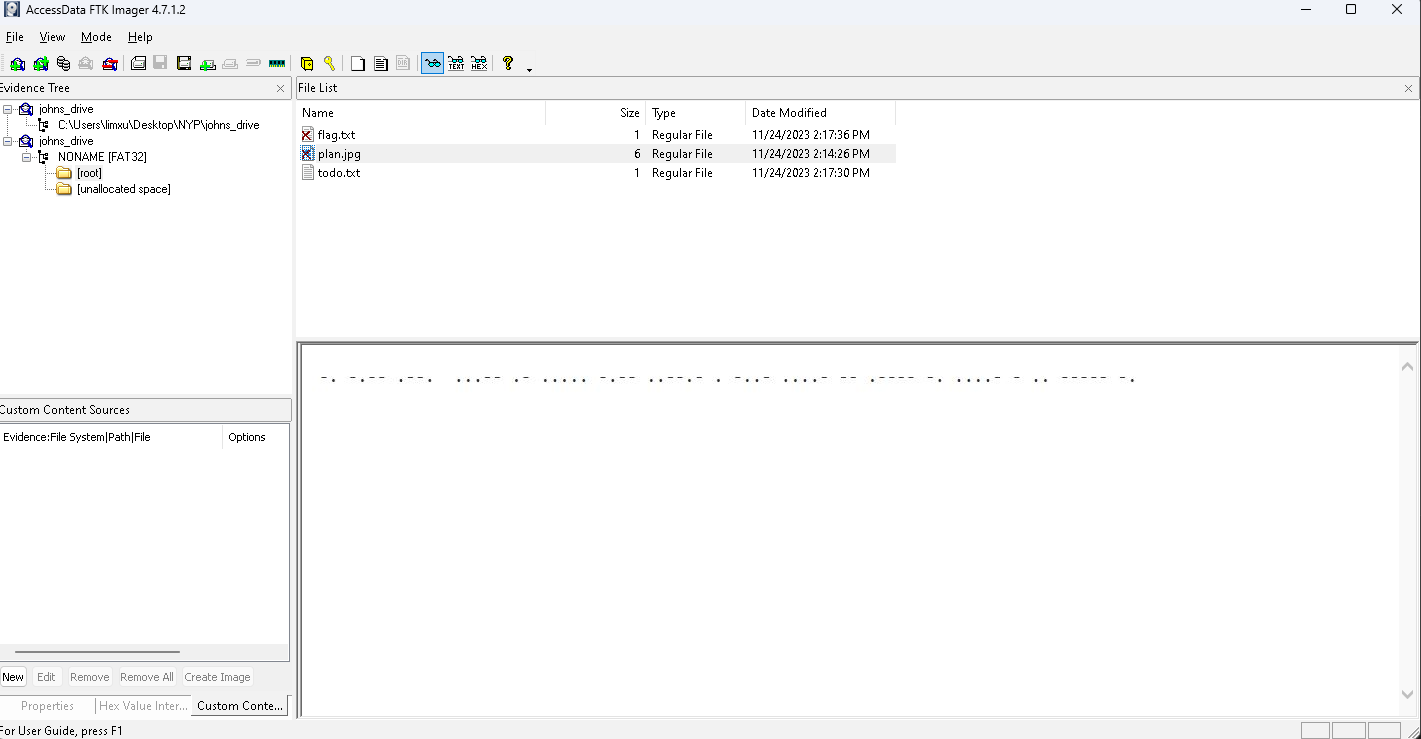 AccessData FTK Imager 4.7.1.2
File View Mode Help
TEXT HEX
Evidence Tree
johns_drive
C:\Users\limxu\Desktop\NYP\johns_drive
johns_drive
NONAME [FAT32]
[root]
[unallocated space]
File List
Name Size Type Date Modified
flag.txt 1 Regular File 11/24/2023 2:17:36 PM
plan.jpg 6 Regular File 11/24/2023 2:14:26 PM
todo.txt 1 Regular File 11/24/2023 2:17:30 PM
-. -.-- .--.  ...-- .- ..... -.-- ..--.- . -..- ....- -- .---- -. ....- - .. ----- -.
Custom Content Sources
Evidence:File System|Path|File Options
New Edit Remove Remove All Create Image
Properties Hex Value Inter... Custom Conte...
For User Guide, press F1